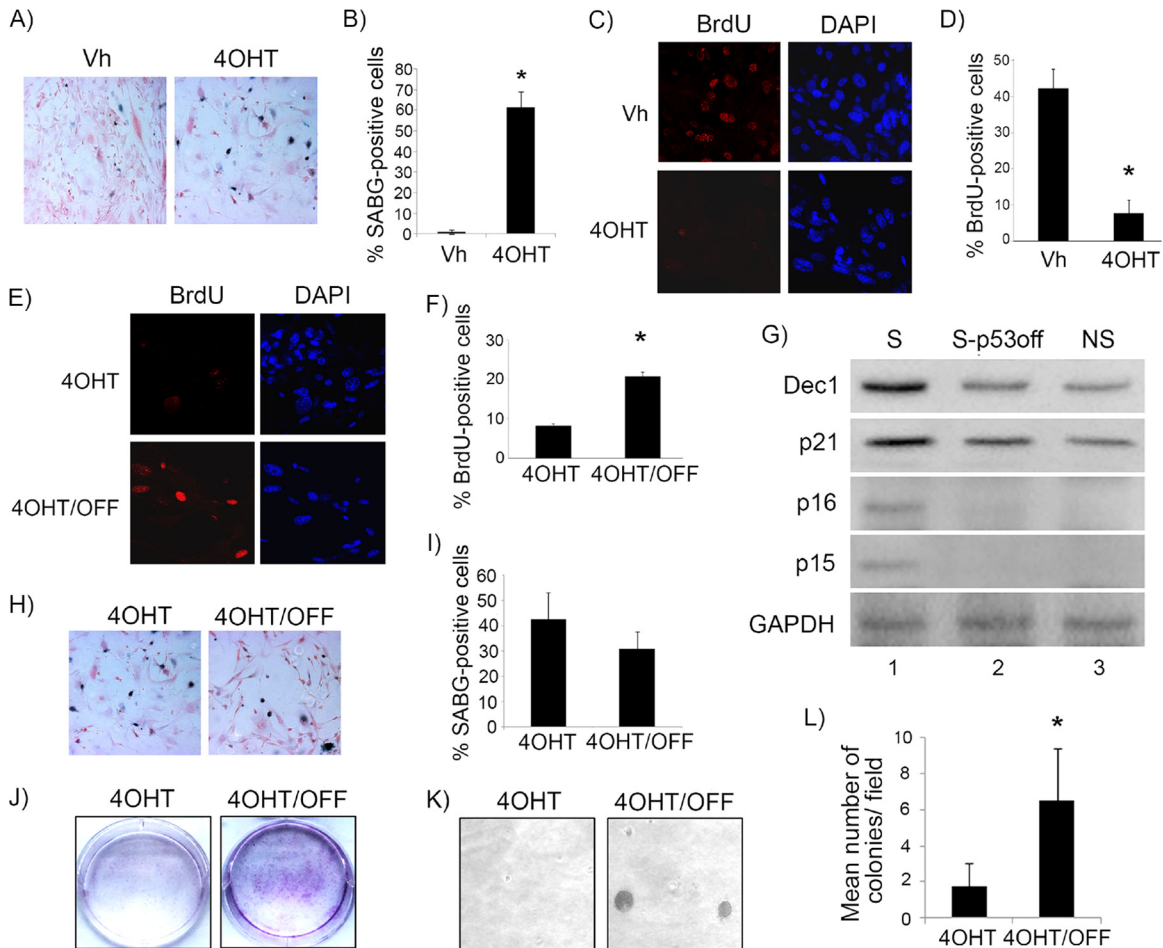 A)
Vh 4OHT
B)
% SABG-positive cells
80
70
60
50
40
30
20
10
0
*
Vh 4OHT
C)
BrdU DAPI
Vh
4OHT
D)
% BrdU-positive cells
50
40
30
20
10
0
*
Vh 4OHT
E)
BrdU DAPI
4OHT
4OHT/OFF
F)
% BrdU-positive cells
30
20
10
0
*
4OHT 4OHT/OFF
G)
S S-p53off NS
Dec1
p21
p16
p15
GAPDH
1 2 3
H)
4OHT 4OHT/OFF
I)
% SABG-positive cells
60
50
40
30
20
10
0
4OHT 4OHT/OFF
J)
4OHT 4OHT/OFF
K)
4OHT 4OHT/OFF
L)
Mean number of
colonies/ field
10
8
6
4
2
0
*
4OHT 4OHT/OFF